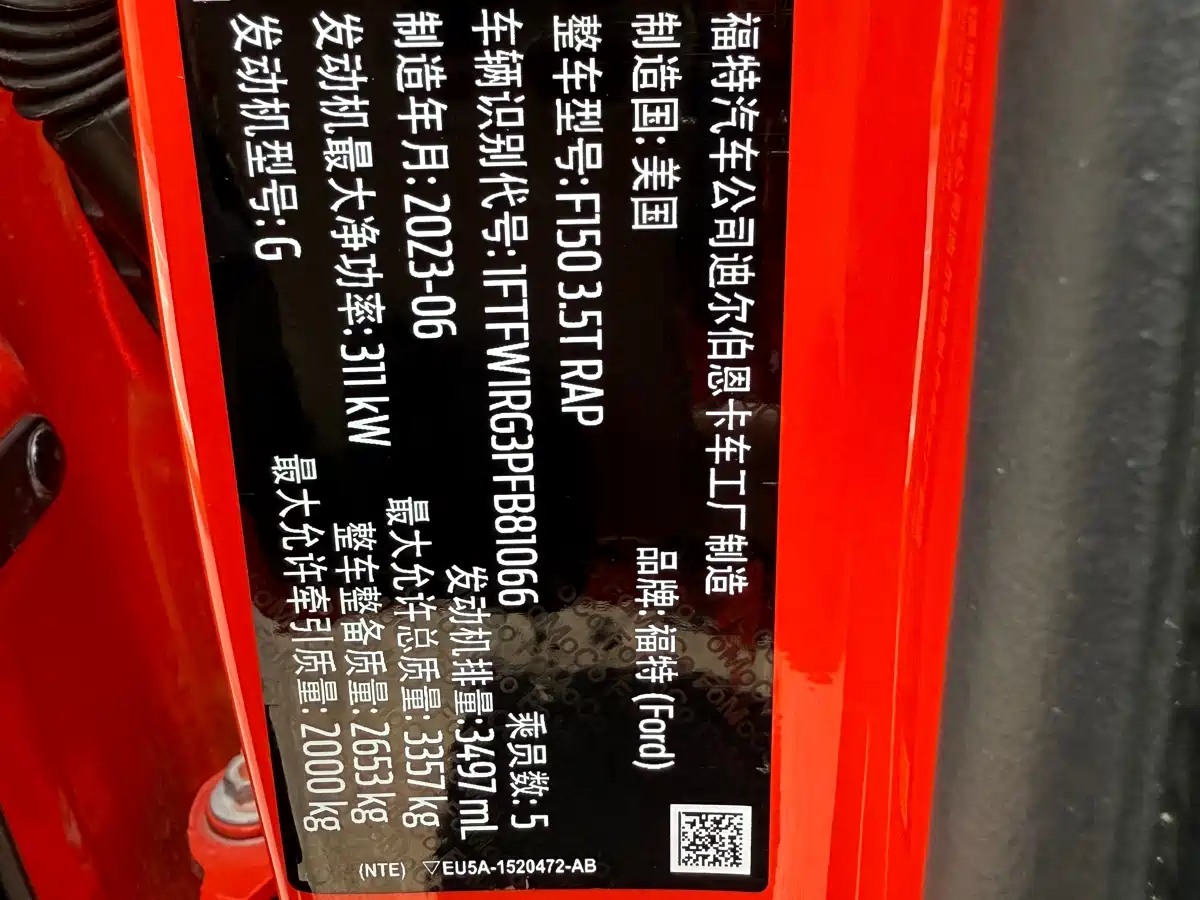 福特汽车公司迪尔伯恩卡车工厂制造
制造国: 美国 品牌: 福特 (Ford)
整车型号:F150 3.5T RAP
车辆识别代号:1FTFW1RG3PFB81066 乘员数: 5
制造年月:2023-06 发动机排量:3497 mL
发动机最大净功率: 311 kW 最大允许总质量: 3357 kg
发动机型号: G 整车整备质量: 2653 kg
最大允许牵引质量: 2000 kg
(NTE) ▽EU5A-1520472-AB